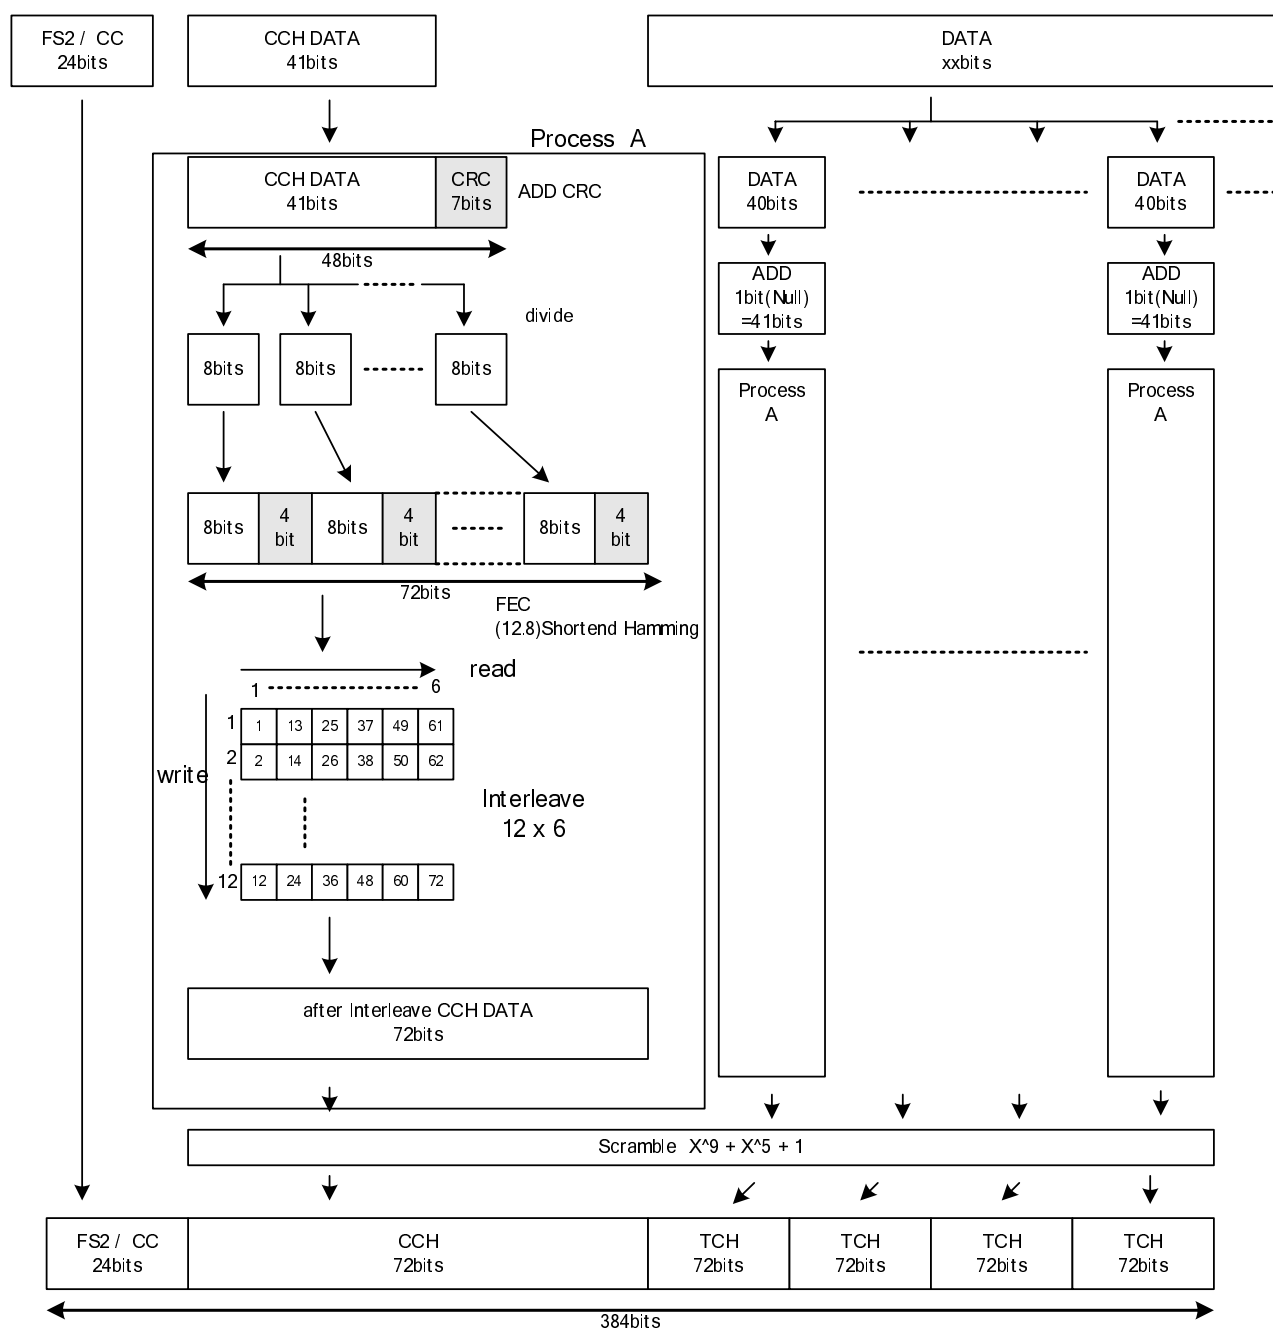 FS2 / CC
24bits
CCH DATA
41bits
DATA
xxbits
Process A
CCH DATA
41bits
CRC
7bits
ADD CRC
48bits
divide
8bits
8bits
8bits
8bits
4
bit
8bits
4
bit
8bits
4
bit
72bits
FEC
(12.8)Shortend Hamming
read
1
6
write
1
1 13 25 37 49 61
2
2 14 26 38 50 62
12
12 24 36 48 60 72
Interleave
12 x 6
after Interleave CCH DATA
72bits
DATA
40bits
ADD
1bit(Null)
=41bits
Process
A
DATA
40bits
ADD
1bit(Null)
=41bits
Process
A
Scramble X^9 + X^5 + 1
FS2 / CC
24bits
CCH
72bits
TCH
72bits
TCH
72bits
TCH
72bits
TCH
72bits
384bits